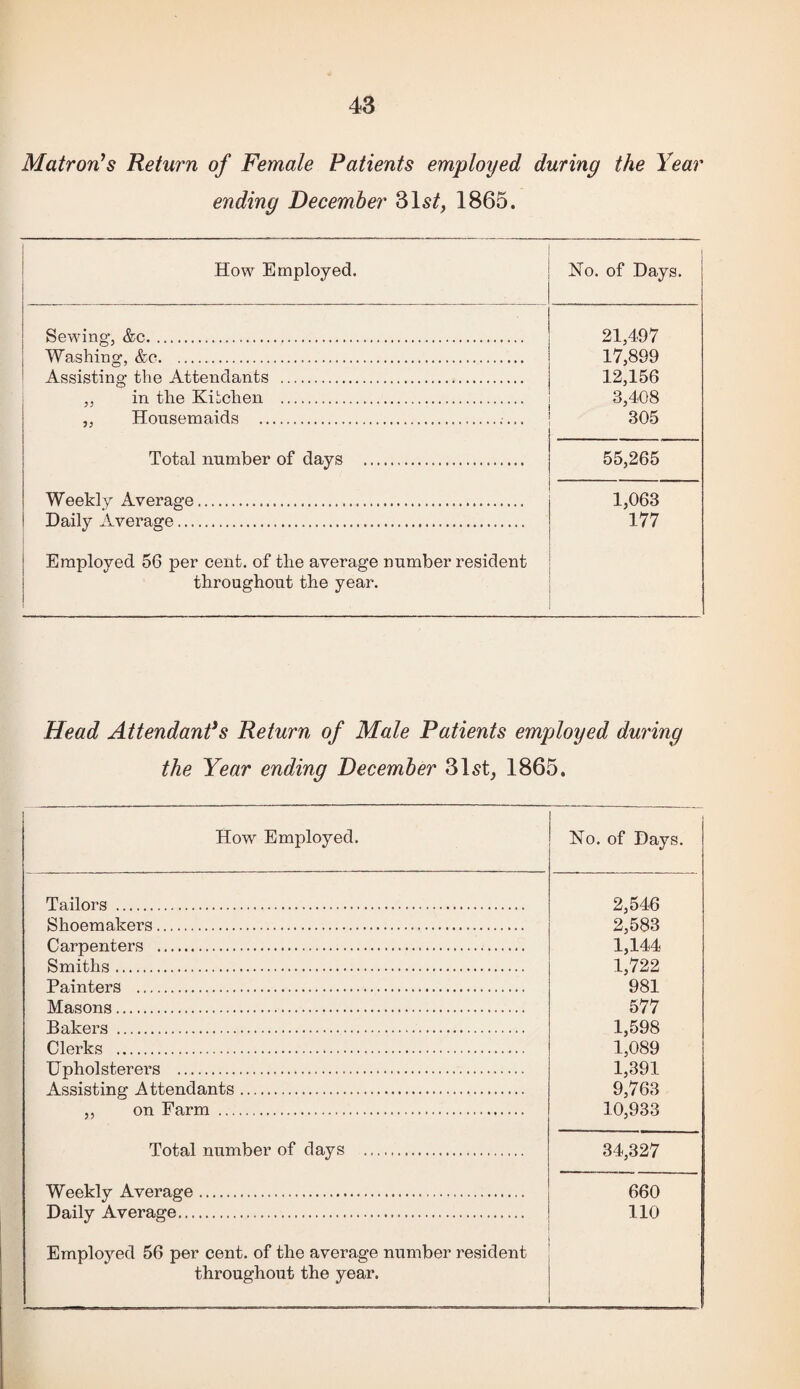 43
Matron's Return of Female Patients employed during the Year
ending December 31st, 1865.
How Employed. No. of Days.
Sewing, &c. 21,497
Washing, &c. 17,899
Assisting the Attendants 12,156
„ in the Kitchen 3,408
„ Housemaids 305
Total number of days 55,265
Weekly Average 1,063
Daily Average 177
Employed 56 per cent. of the average number resident
throughout the year.
Head Attendant's Return of Male Patients employed during
the Year ending December 31st, 1865.
How Employed. No. of Days.
Tailors 2,546
Shoemakers 2,583
Carpenters 1,144
Smiths 1,722
Painters 981
Masons 577
Bakers 1,598
Clerks 1,089
Upholsterers 1,391
Assisting Attendants 9,763
„ on Farm 10,933
Total number of days 34,327
Weekly Average 660
Daily Average 110
Employed 56 per cent. of the average number resident
throughout the year.